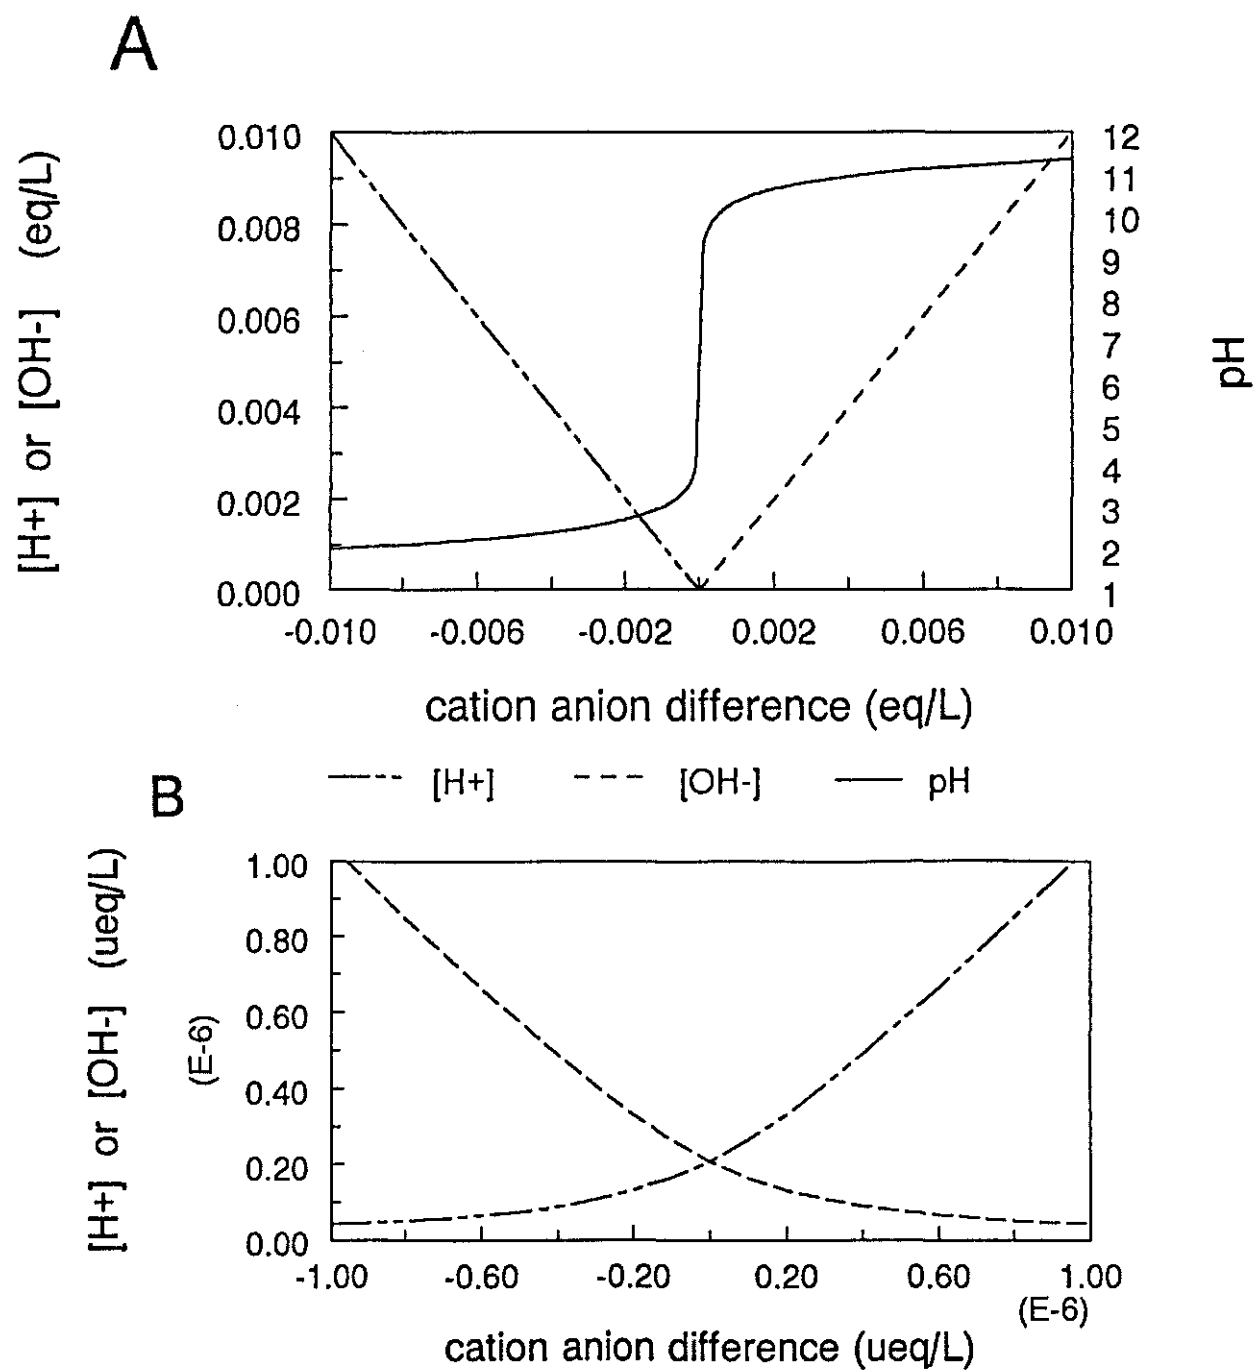 A
[H+] or [OH-] (eq/L)
0.010
0.008
0.006
0.004
0.002
0.000
12
11
10
9
8
7
6
5
4
3
2
1
pH
-0.010 -0.006 -0.002 0.002 0.006 0.010
cation anion difference (eq/L)
[H+] [OH-] pH
B
[H+] or [OH-] (ueq/L)
(E-6)
1.00
0.80
0.60
0.40
0.20
0.00
-1.00 -0.60 -0.20 0.20 0.60 1.00
(E-6)
cation anion difference (ueq/L)